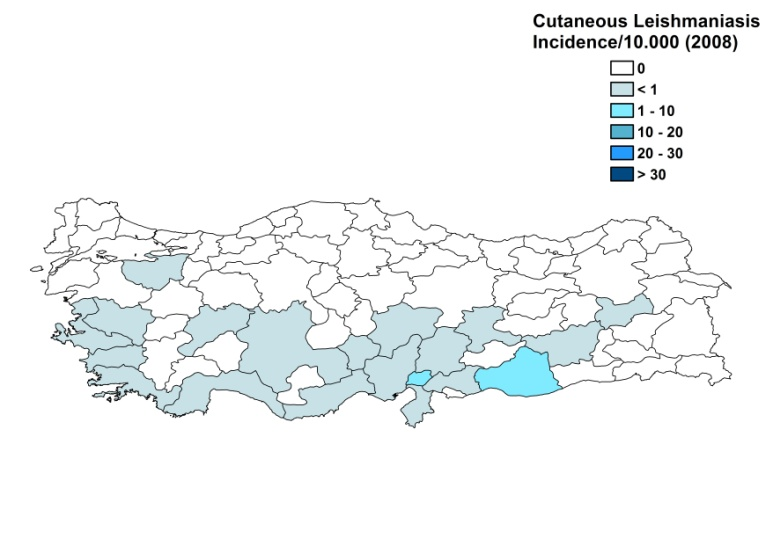 Cutaneous Leishmaniasis
Incidence/10.000 (2008)
0
< 1
1 - 10
10 - 20
20 - 30
> 30